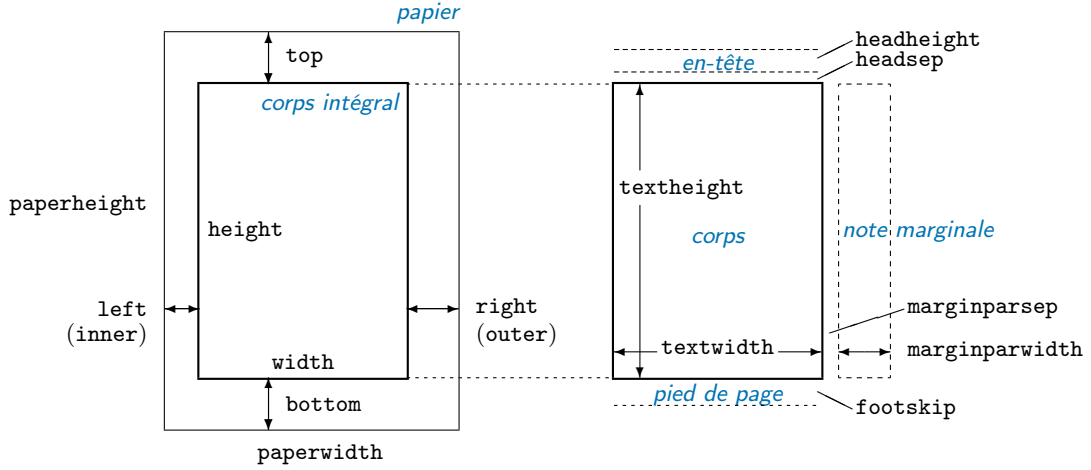 papier
top
corps intégral
paperheight
height
left
(inner)
right
(outer)
width
bottom
paperwidth
headheight
en-tête
headsep
textheight
corps
note marginale
marginparsep
textwidth
marginparwidth
pied de page
footskip